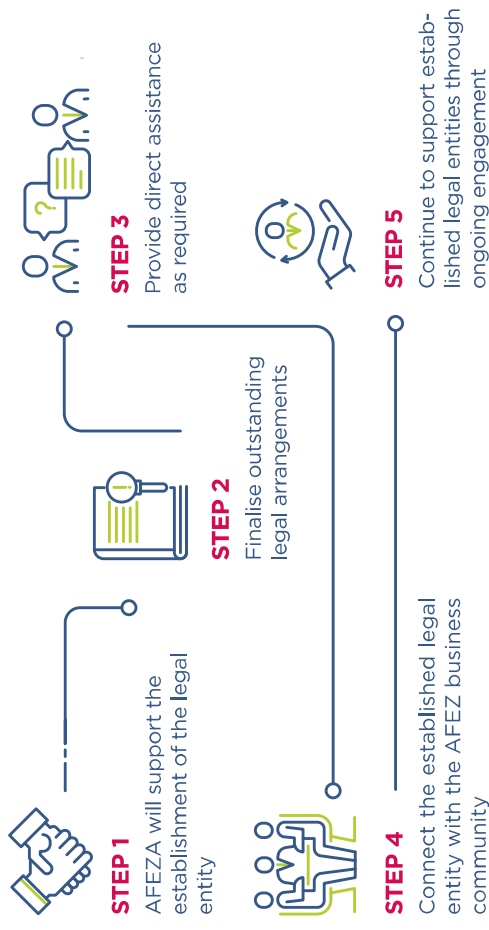 STEP 1
AFEZA will support the
establishment of the legal
entity
STEP 2
Finalise outstanding
legal arrangements
?
STEP 3
Provide direct assistance
as required
STEP 4
Connect the established legal
entity with the AFEZ business
community
STEP 5
Continue to support estab-
lished legal entities through
ongoing engagement